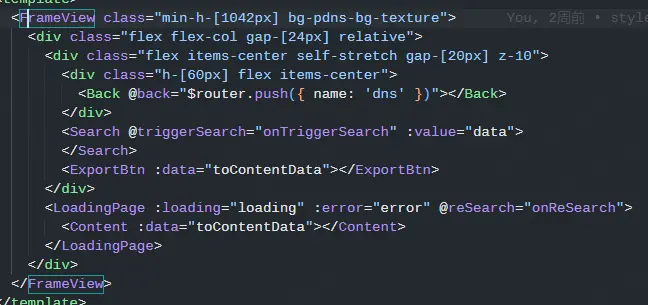 <template>
<FrameView class="min-h-[1042px] bg-pdns-bg-texture"> You, 2周前 • style
<div class="flex flex-col gap-[24px] relative">
<div class="flex items-center self-stretch gap-[20px] z-10">
<div class="h-[60px] flex items-center">
<Back @back="$router.push({ name: 'dns' })"></Back>
</div>
<Search @triggerSearch="onTriggerSearch" :value="data">
</Search>
<ExportBtn :data="toContentData"></ExportBtn>
</div>
<LoadingPage :loading="loading" :error="error" @reSearch="onReSearch">
<Content :data="toContentData"></Content>
</LoadingPage>
</div>
</FrameView>
</template>